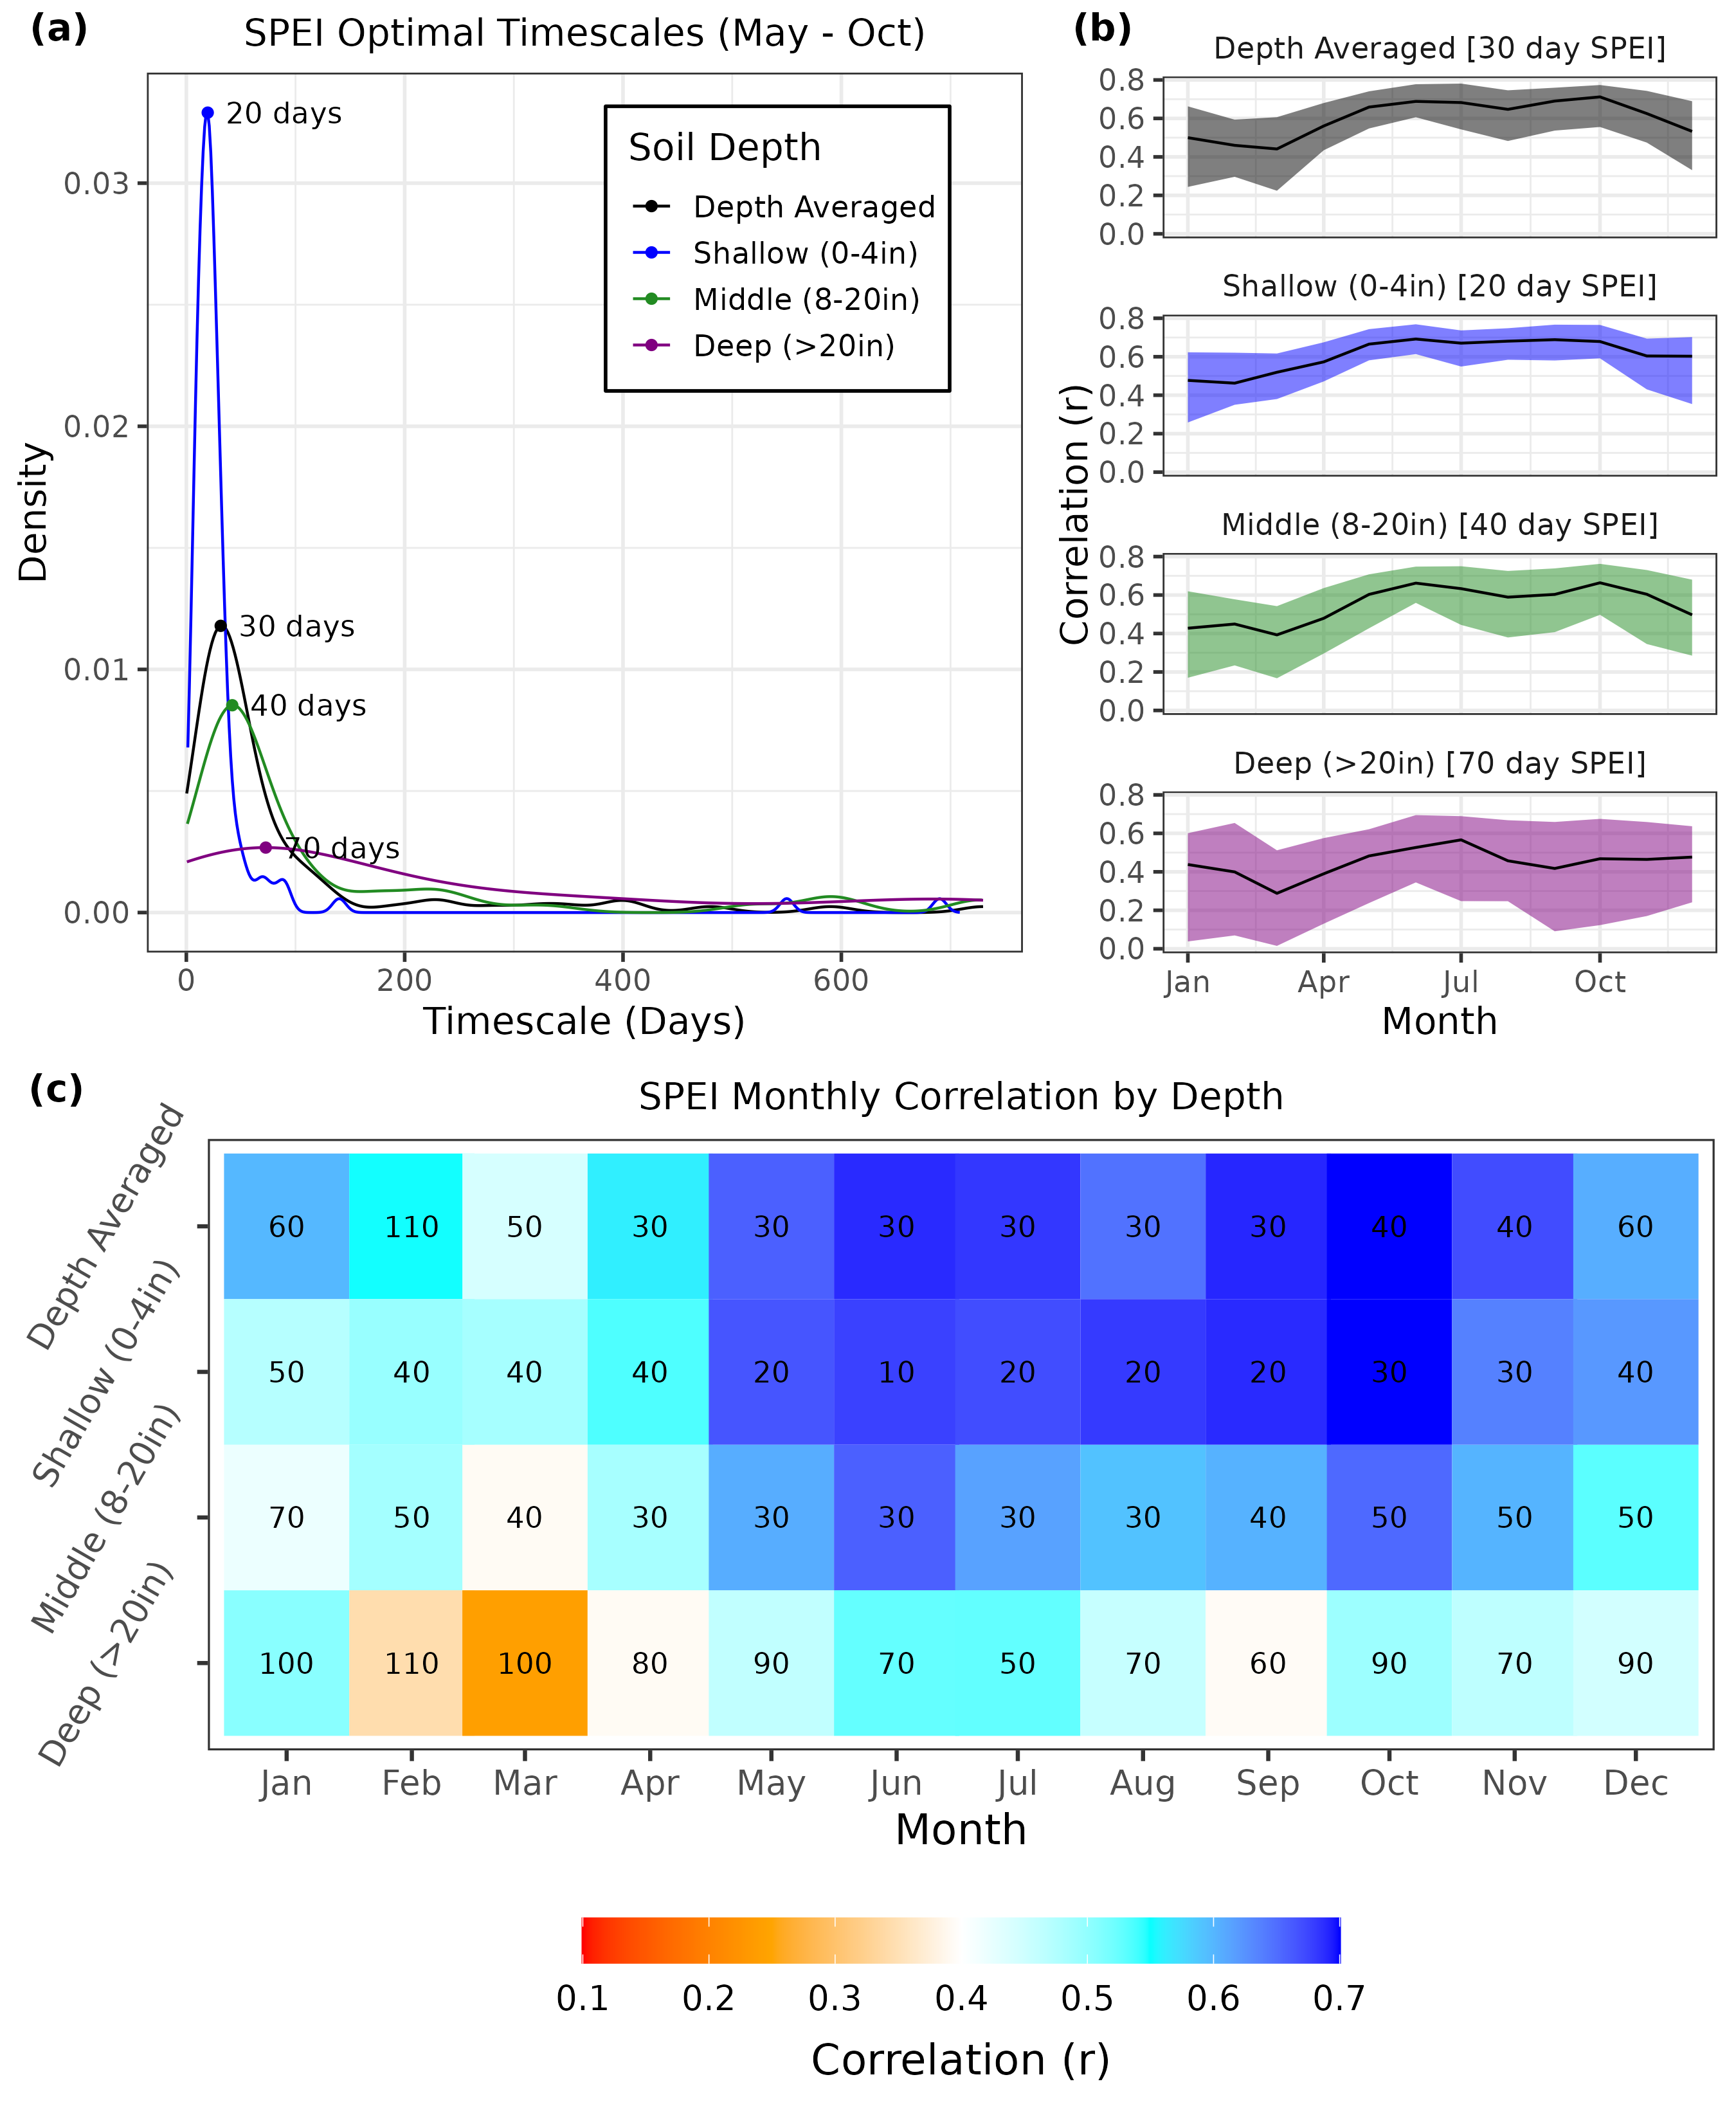 (a)
SPEI Optimal Timescales (May - Oct)
20 days
30 days
40 days
70 days
Soil Depth
Depth Averaged
Shallow (0-4in)
Middle (8-20in)
Deep (>20in)
Density
0.03
0.02
0.01
0.00
0 200 400 600
Timescale (Days)
(b)
Correlation (r)
Depth Averaged [30 day SPEI]
0.8
0.6
0.4
0.2
0.0
Shallow (0-4in) [20 day SPEI]
0.8
0.6
0.4
0.2
0.0
Middle (8-20in) [40 day SPEI]
0.8
0.6
0.4
0.2
0.0
Deep (>20in) [70 day SPEI]
0.8
0.6
0.4
0.2
0.0
Jan Apr Jul Oct
Month
(c)
SPEI Monthly Correlation by Depth
Depth Averaged
60 110 50 30 30 30 30 30 30 40 40 60
Shallow (0-4in)
50 40 40 40 20 10 20 20 20 30 30 40
Middle (8-20in)
70 50 40 30 30 30 30 30 40 50 50 50
Deep (>20in)
100 110 100 80 90 70 50 70 60 90 70 90
Jan Feb Mar Apr May Jun Jul Aug Sep Oct Nov Dec
Month
0.1 0.2 0.3 0.4 0.5 0.6 0.7
Correlation (r)